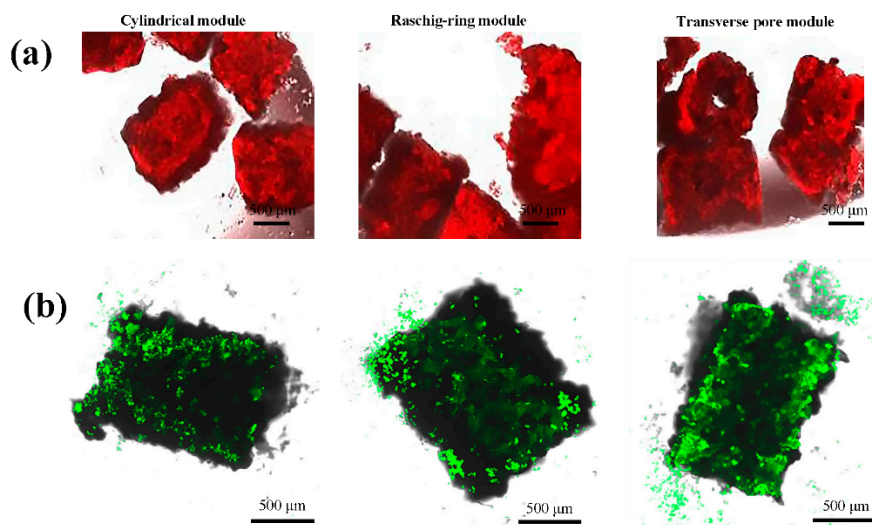 Cylindrical module
Raschig-ring module
Transverse pore module
(a)
500 μm
500 μm
500 μm
(b)
500 μm
500 μm
500 μm